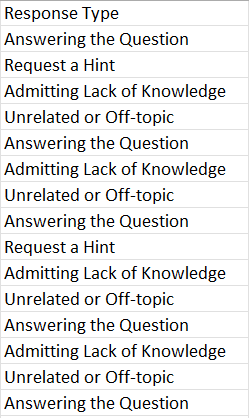 Response Type
Answering the Question
Request a Hint
Admitting Lack of Knowledge
Unrelated or Off-topic
Answering the Question
Admitting Lack of Knowledge
Unrelated or Off-topic
Answering the Question
Request a Hint
Admitting Lack of Knowledge
Unrelated or Off-topic
Answering the Question
Admitting Lack of Knowledge
Unrelated or Off-topic
Answering the Question